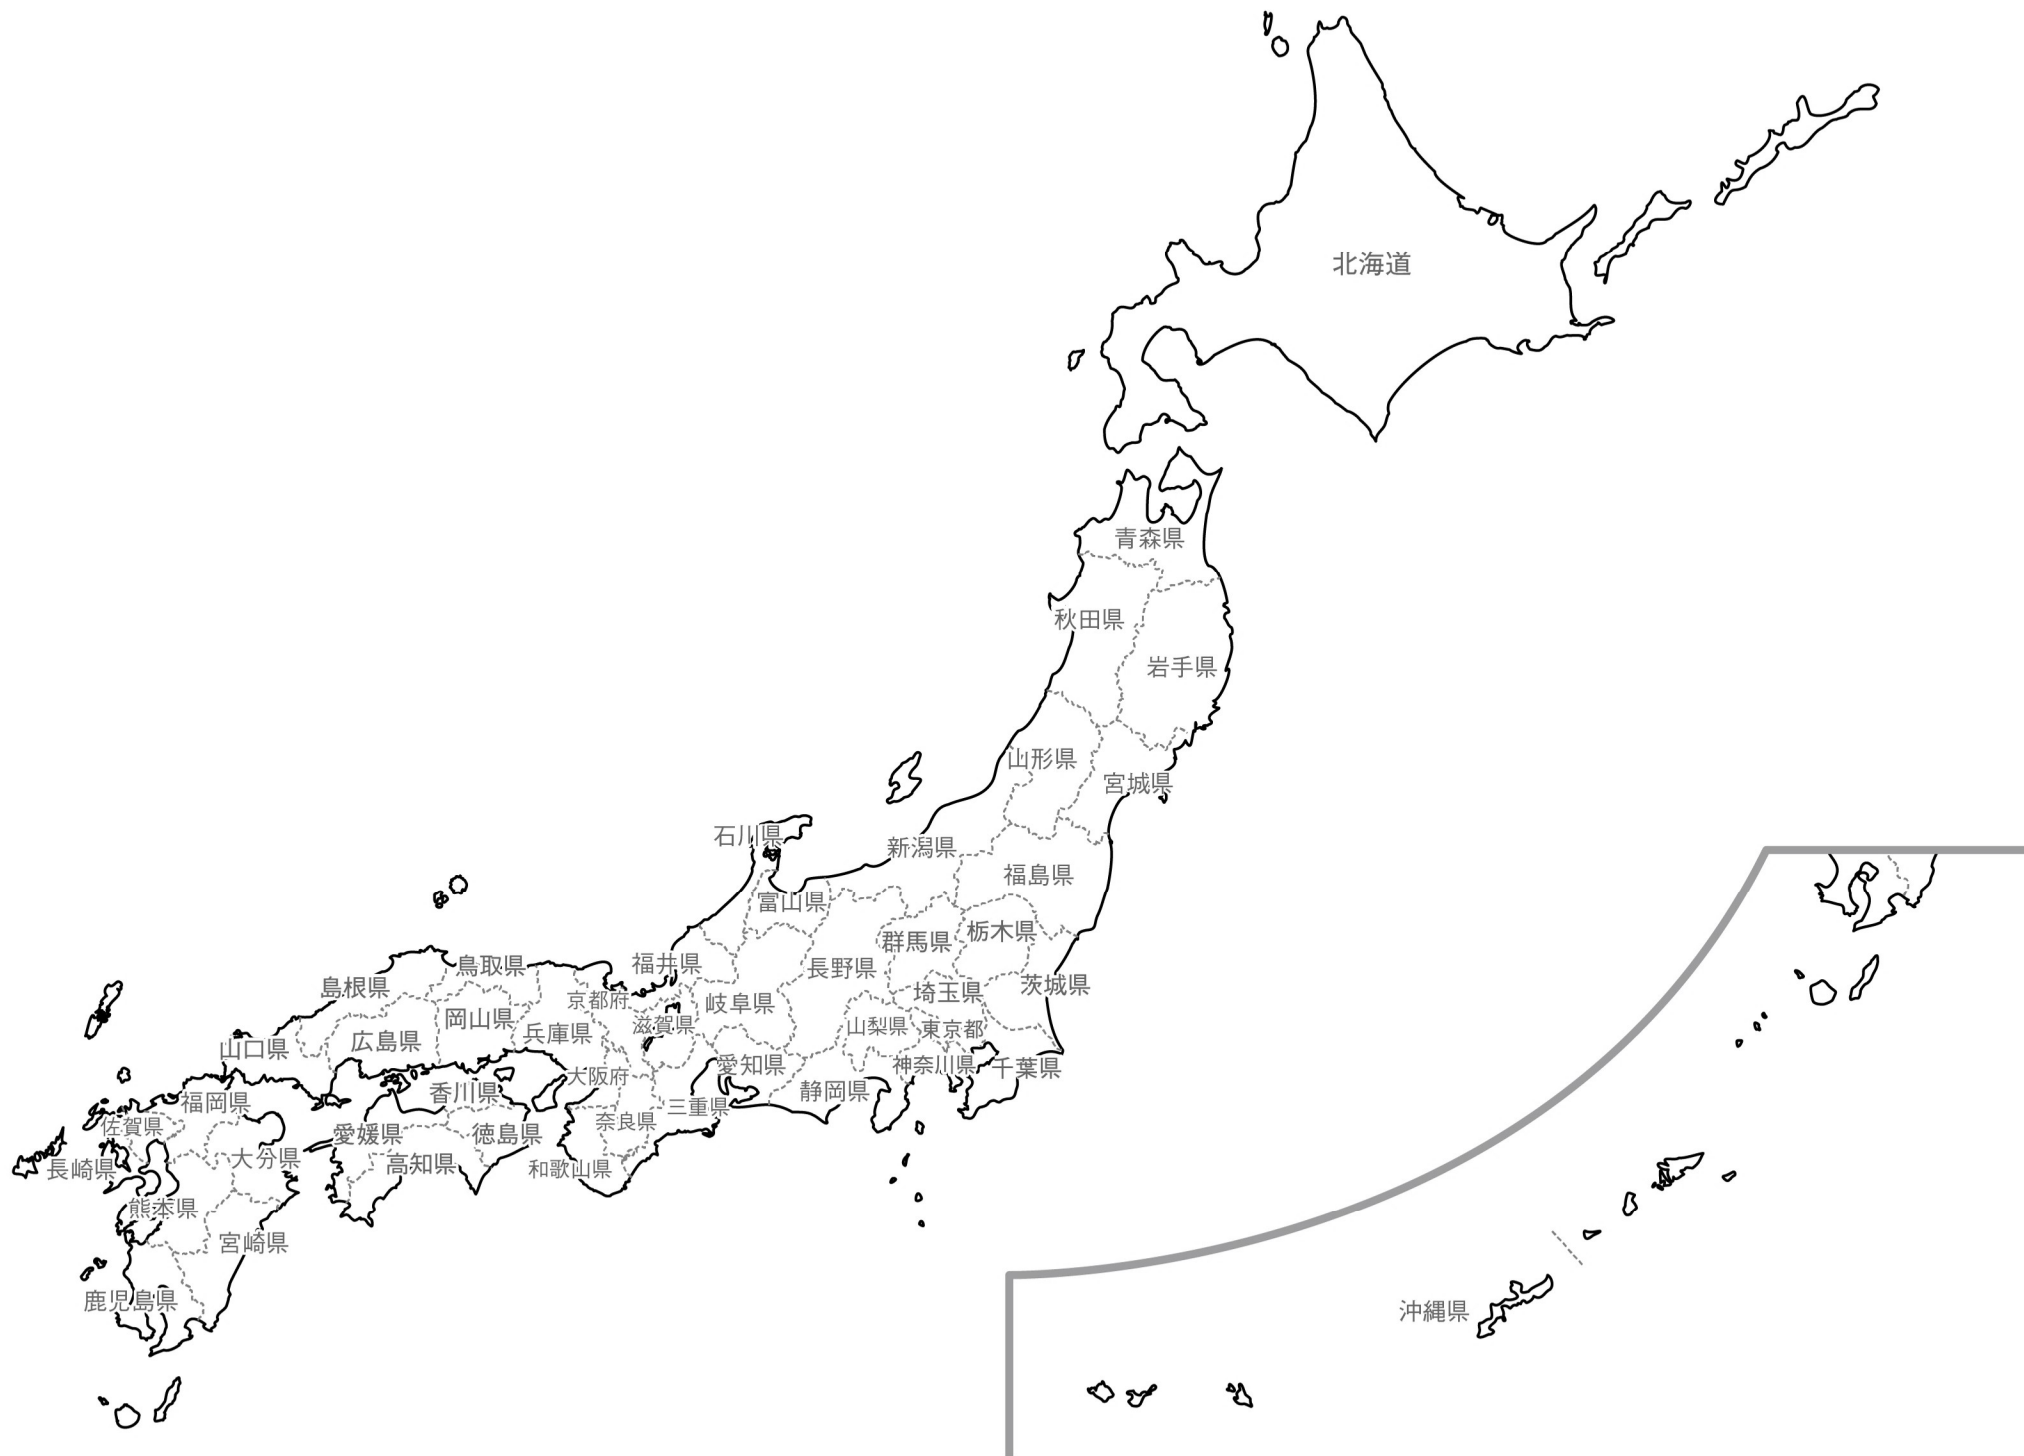 北海道
青森県
秋田県
岩手県
山形県
宮城県
石川県
新潟県
福島県
富山県
栃木県
群馬県
福井県
鳥取県
長野県
島根県
茨城県
埼玉県
京都府
岐阜県
岡山県
滋賀県
山梨県
東京都
兵庫県
広島県
山口県
愛知県
神奈川県
千葉県
大阪府
香川県
静岡県
福岡県
三重県
奈良県
佐賀県
愛媛県
徳島県
大分県
高知県
長崎県
和歌山県
熊本県
宮崎県
鹿児島県
沖縄県